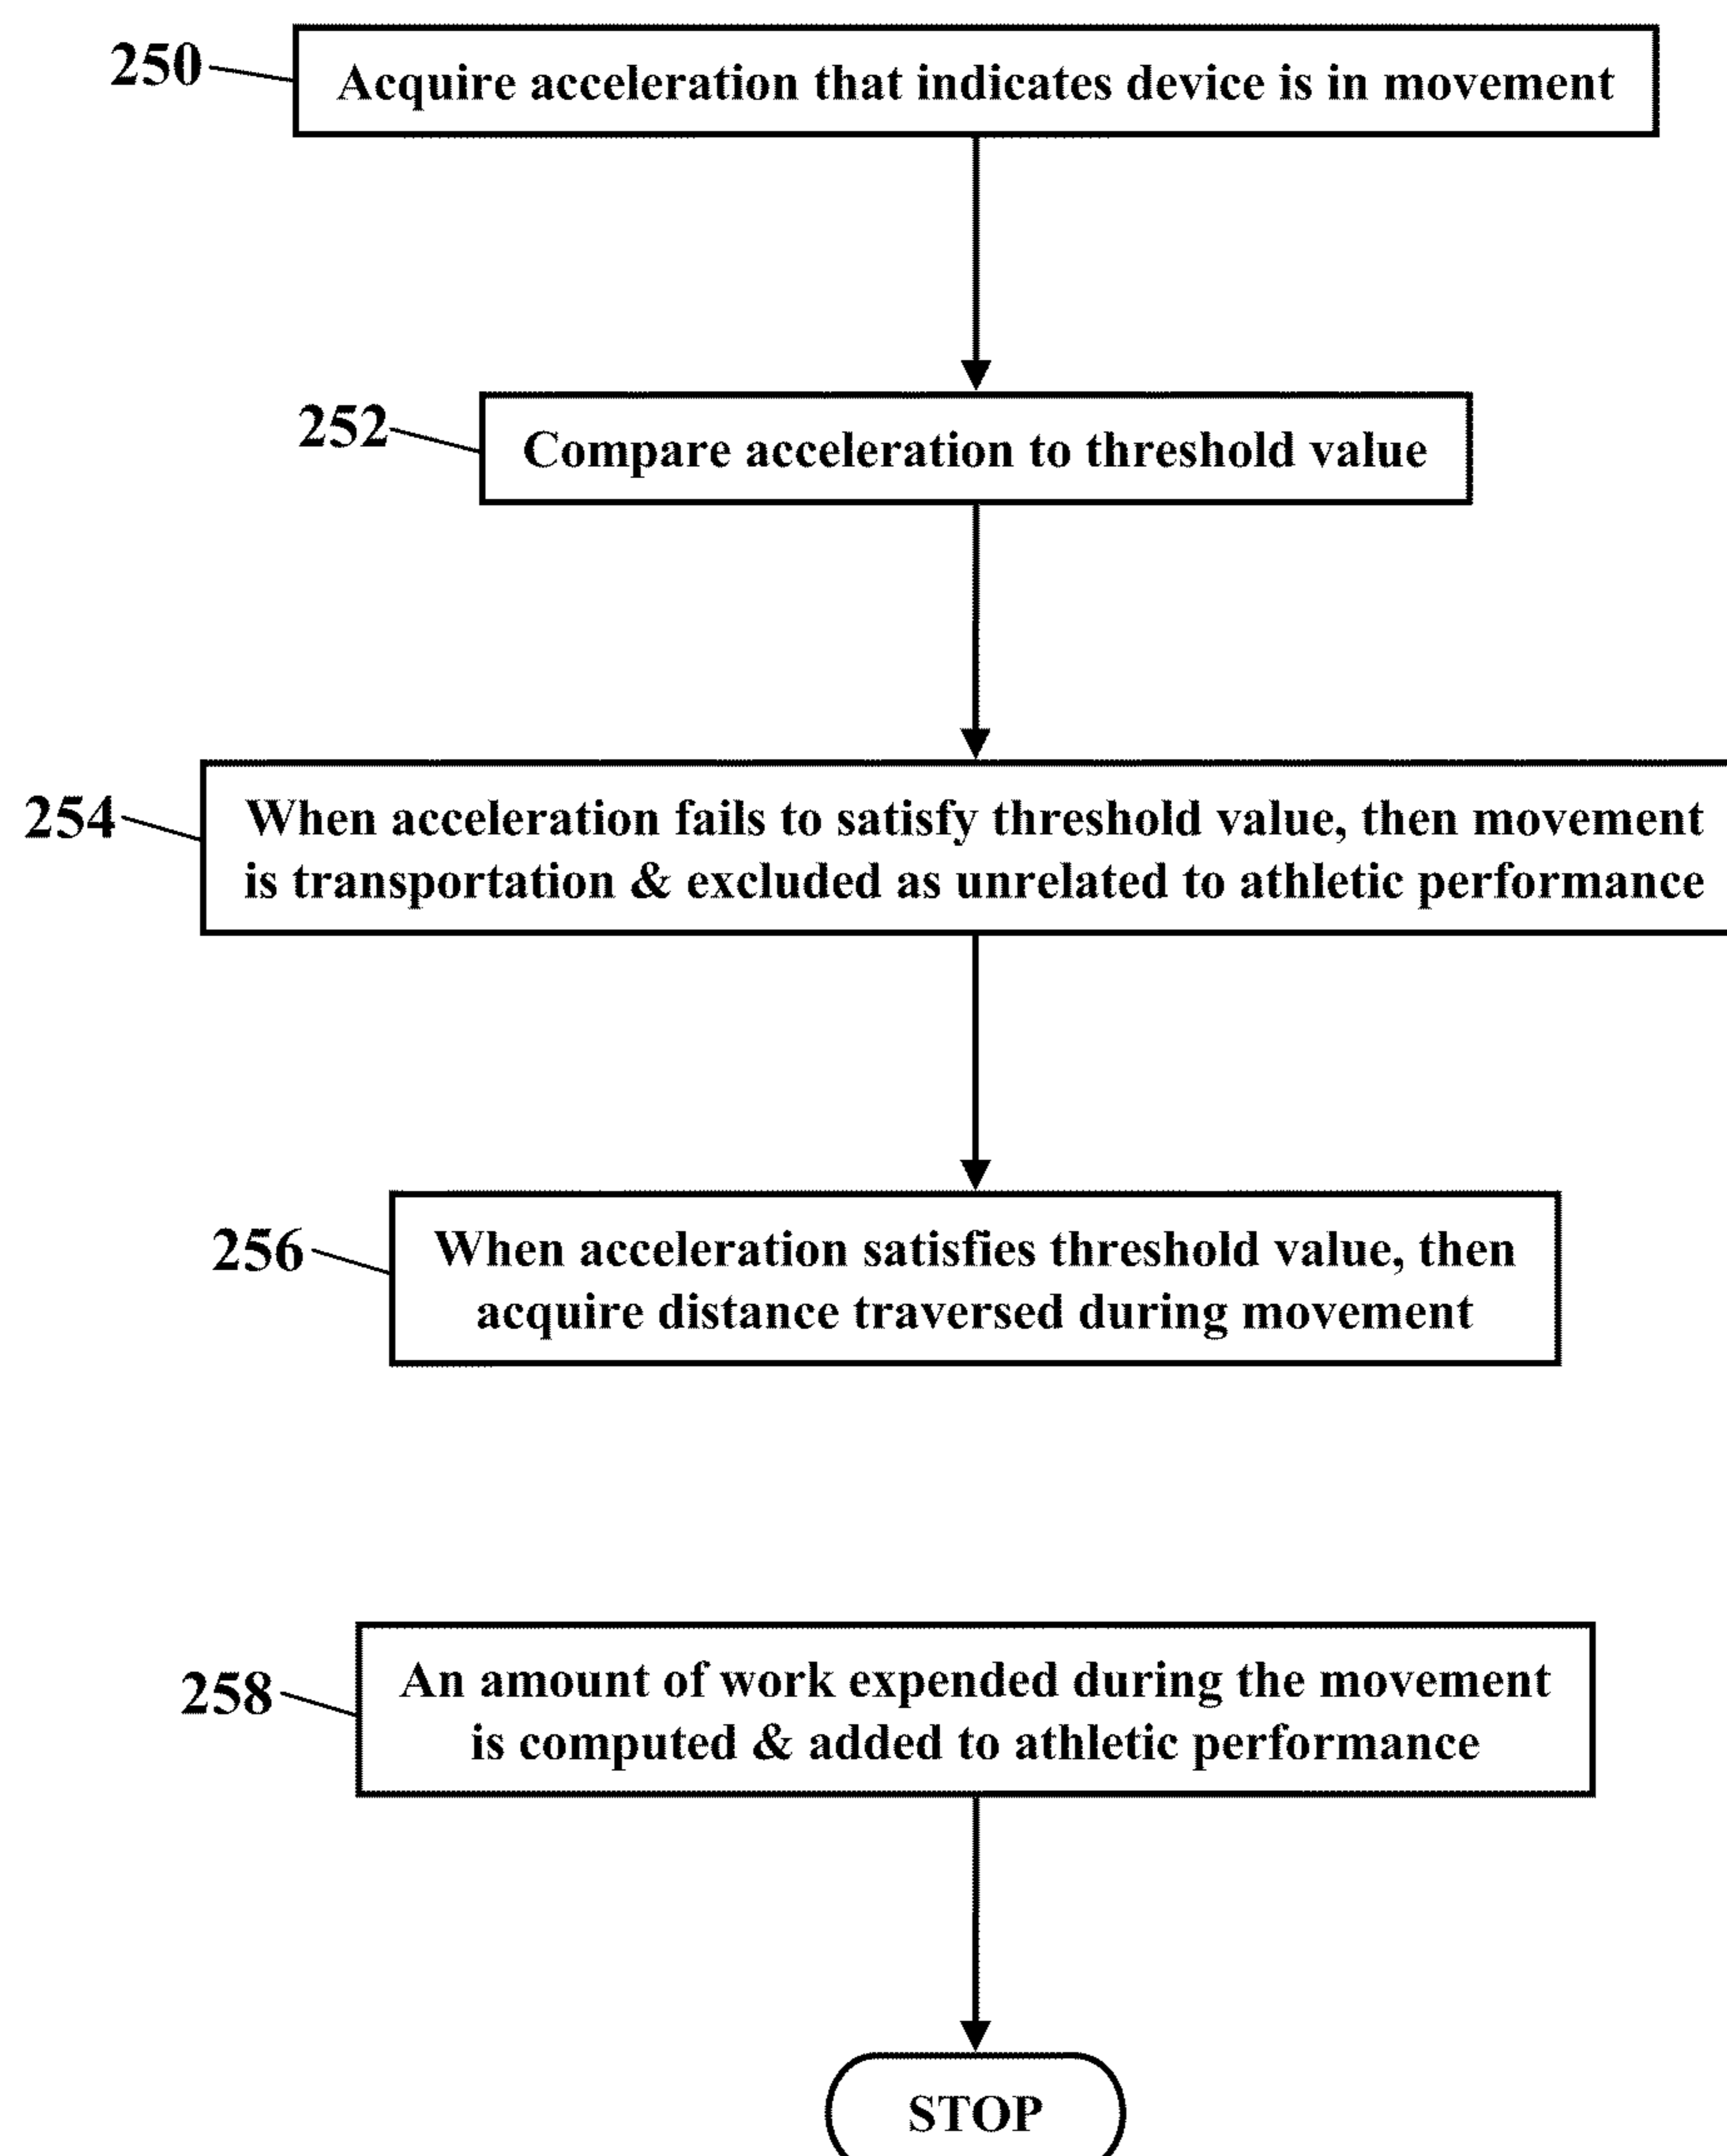 250
Acquire acceleration that indicates device is in movement
252
Compare acceleration to threshold value
254
When acceleration fails to satisfy threshold value, then movement
is transportation & excluded as unrelated to athletic performance
256
When acceleration satisfies threshold value, then
acquire distance traversed during movement
258
An amount of work expended during the movement
is computed & added to athletic performance
STOP